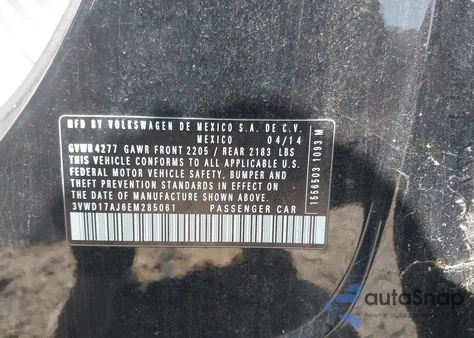 MFD BY VOLKSWAGEN DE MEXICO S.A. DE C.V.
MEXICO 04/14
GVWR 4277 GAWR FRONT 2205 / REAR 2183 LBS
THIS VEHICLE CONFORMS TO ALL APPLICABLE U.S.
FEDERAL MOTOR VEHICLE SAFETY, BUMPER AND
THEFT PREVENTION STANDARDS IN EFFECT ON
THE DATE OF MANUFACTURE SHOWN ABOVE.
3VWD17AJ6EM285061 PASSENGER CAR
1556503 1093 M
autoSnap